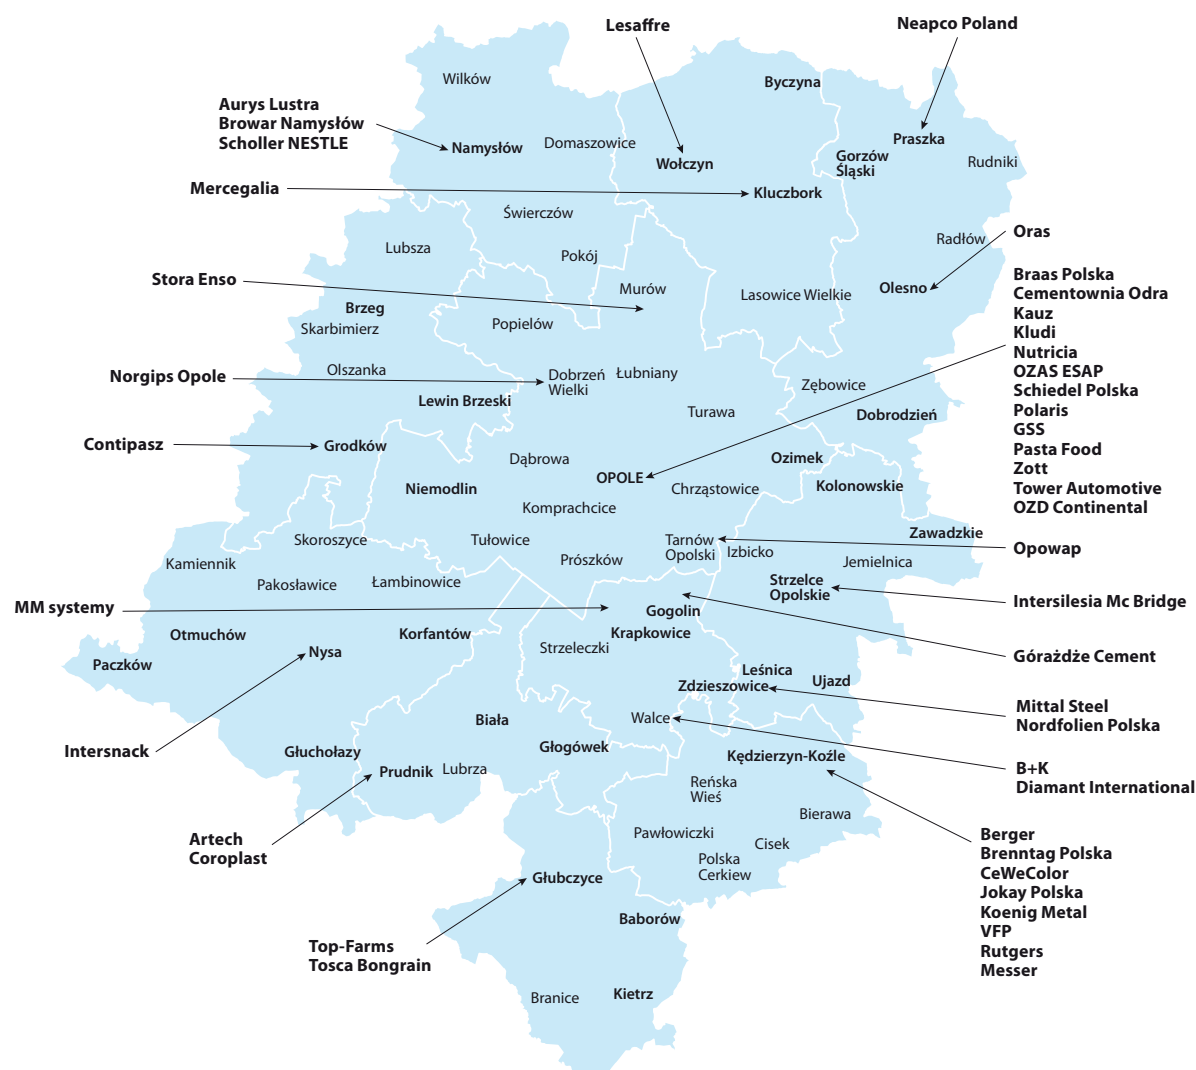 Lesaffre
Neapco Poland
Wilków
Byczyna
Aurys Lustra
Browar Namysłów
Scholler NESTLE
Namysłów
Domaszowice
Wołczyn
Praszka
Gorzów
Śląski
Rudniki
Mercegalia
Kluczbork
Świerczów
Lubsza
Pokój
Radłów
Oras
Stora Enso
Murów
Lasowice Wielkie
Olesno
Brzeg
Skarbimierz
Popielów
Braas Polska
Cementownia Odra
Kauz
Kludi
Nutricia
OZAS ESAP
Schiedel Polska
Polaris
GSS
Pasta Food
Zott
Tower Automotive
OZD Continental
Norgips Opole
Olszanka
Dobrzeń
Wielki
Łubniany
Zębowice
Lewin Brzeski
Turawa
Dobrodzień
Contipasz
Grodków
Dąbrowa
Ozimek
OPOLE
Niemodlin
Chrząstowice
Kolonowskie
Komprachcice
Skoroszyce
Tułowice
Tarnów
Opolski
Izbicko
Zawadzkie
Opowap
Kamiennik
Prószków
Jemielnica
Pakosławice
Łambinowice
Strzelce
Opolskie
Intersilesia Mc Bridge
MM systemy
Gogolin
Otmuchów
Korfantów
Krapkowice
Strzeleczki
Nysa
Paczków
Górażdże Cement
Leśnica
Zdzieszowice
Ujazd
Mittal Steel
Nordfolien Polska
Biała
Walce
Intersnack
Głuchołazy
Głogówek
Kędzierzyn-Koźle
Prudnik
Lubrza
B+K
Diamant International
Reńska
Wieś
Bierawa
Artech
Coroplast
Pawłowiczki
Cisek
Polska
Cerkiew
Berger
Brenntag Polska
CeWeColor
Jokay Polska
Koenig Metal
VFP
Rutgers
Messer
Głubczyce
Baborów
Top-Farms
Tosca Bongrain
Branice
Kietrz